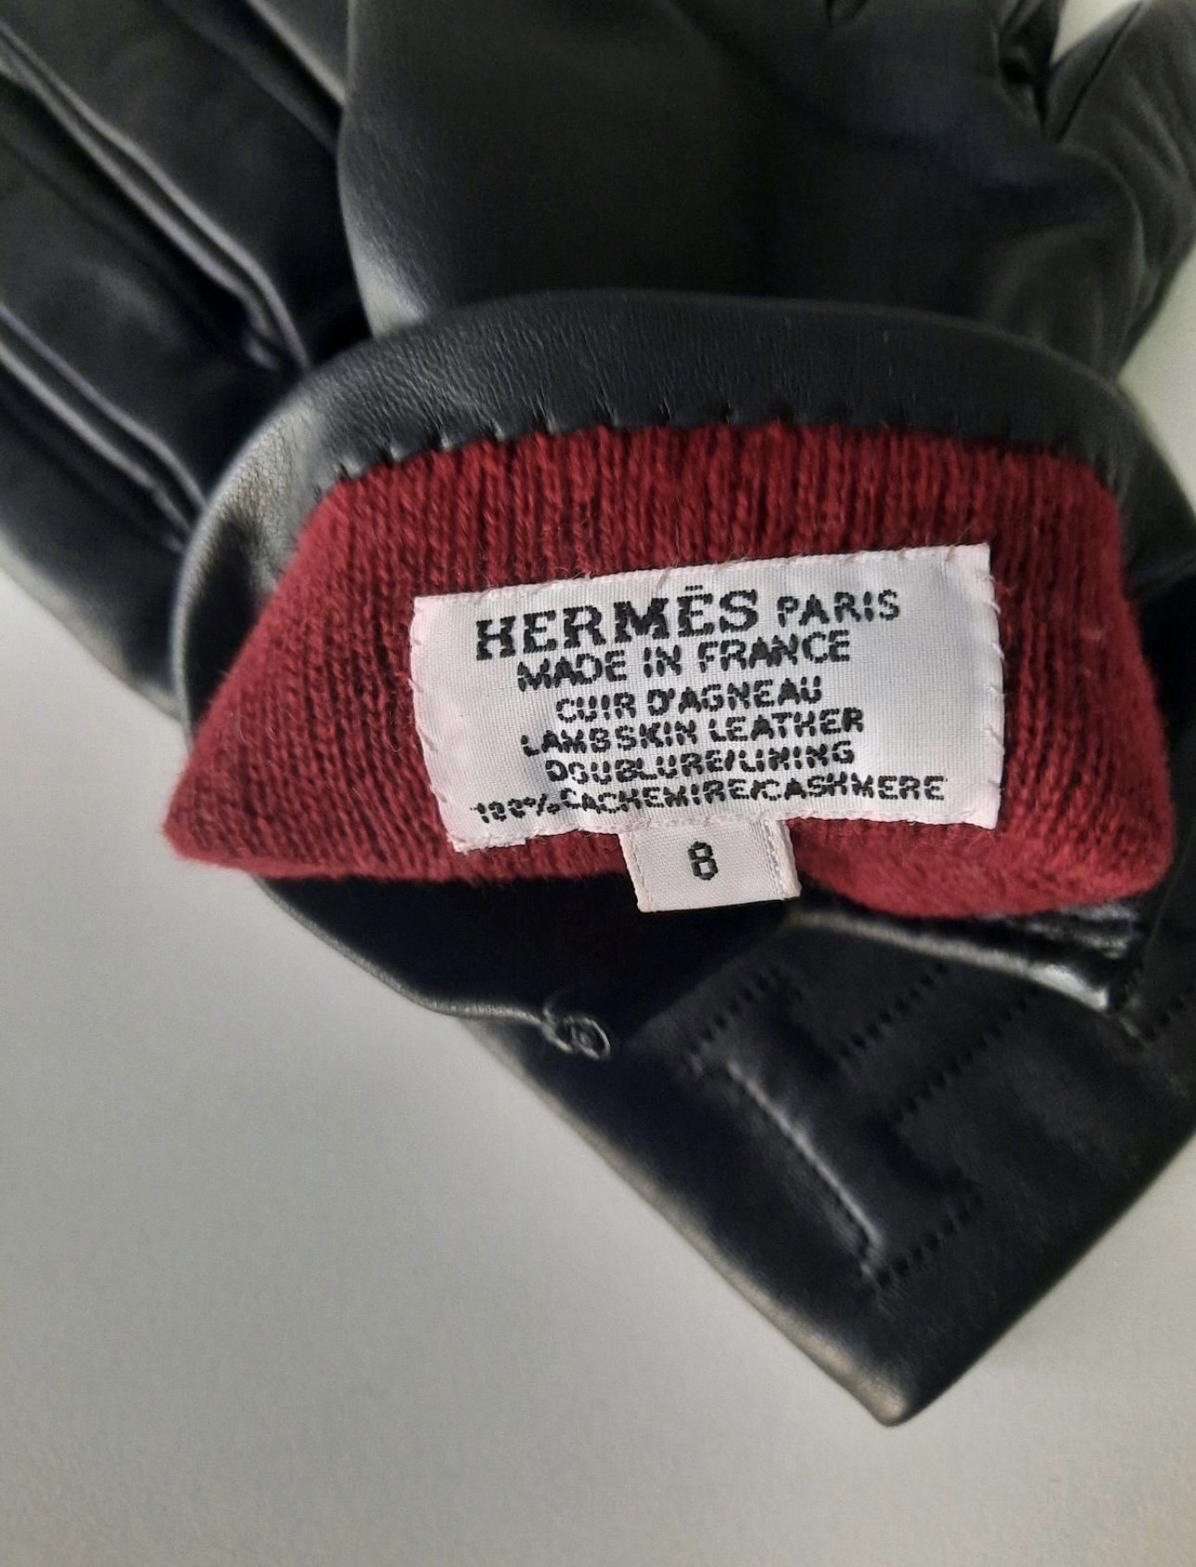 HERMÈS PARIS
MADE IN FRANCE
CUIR D'AGNEAU
LAMBSKIN LEATHER
DOUBLURE/LINING
100% CACHEMIRE/CASHMERE
8